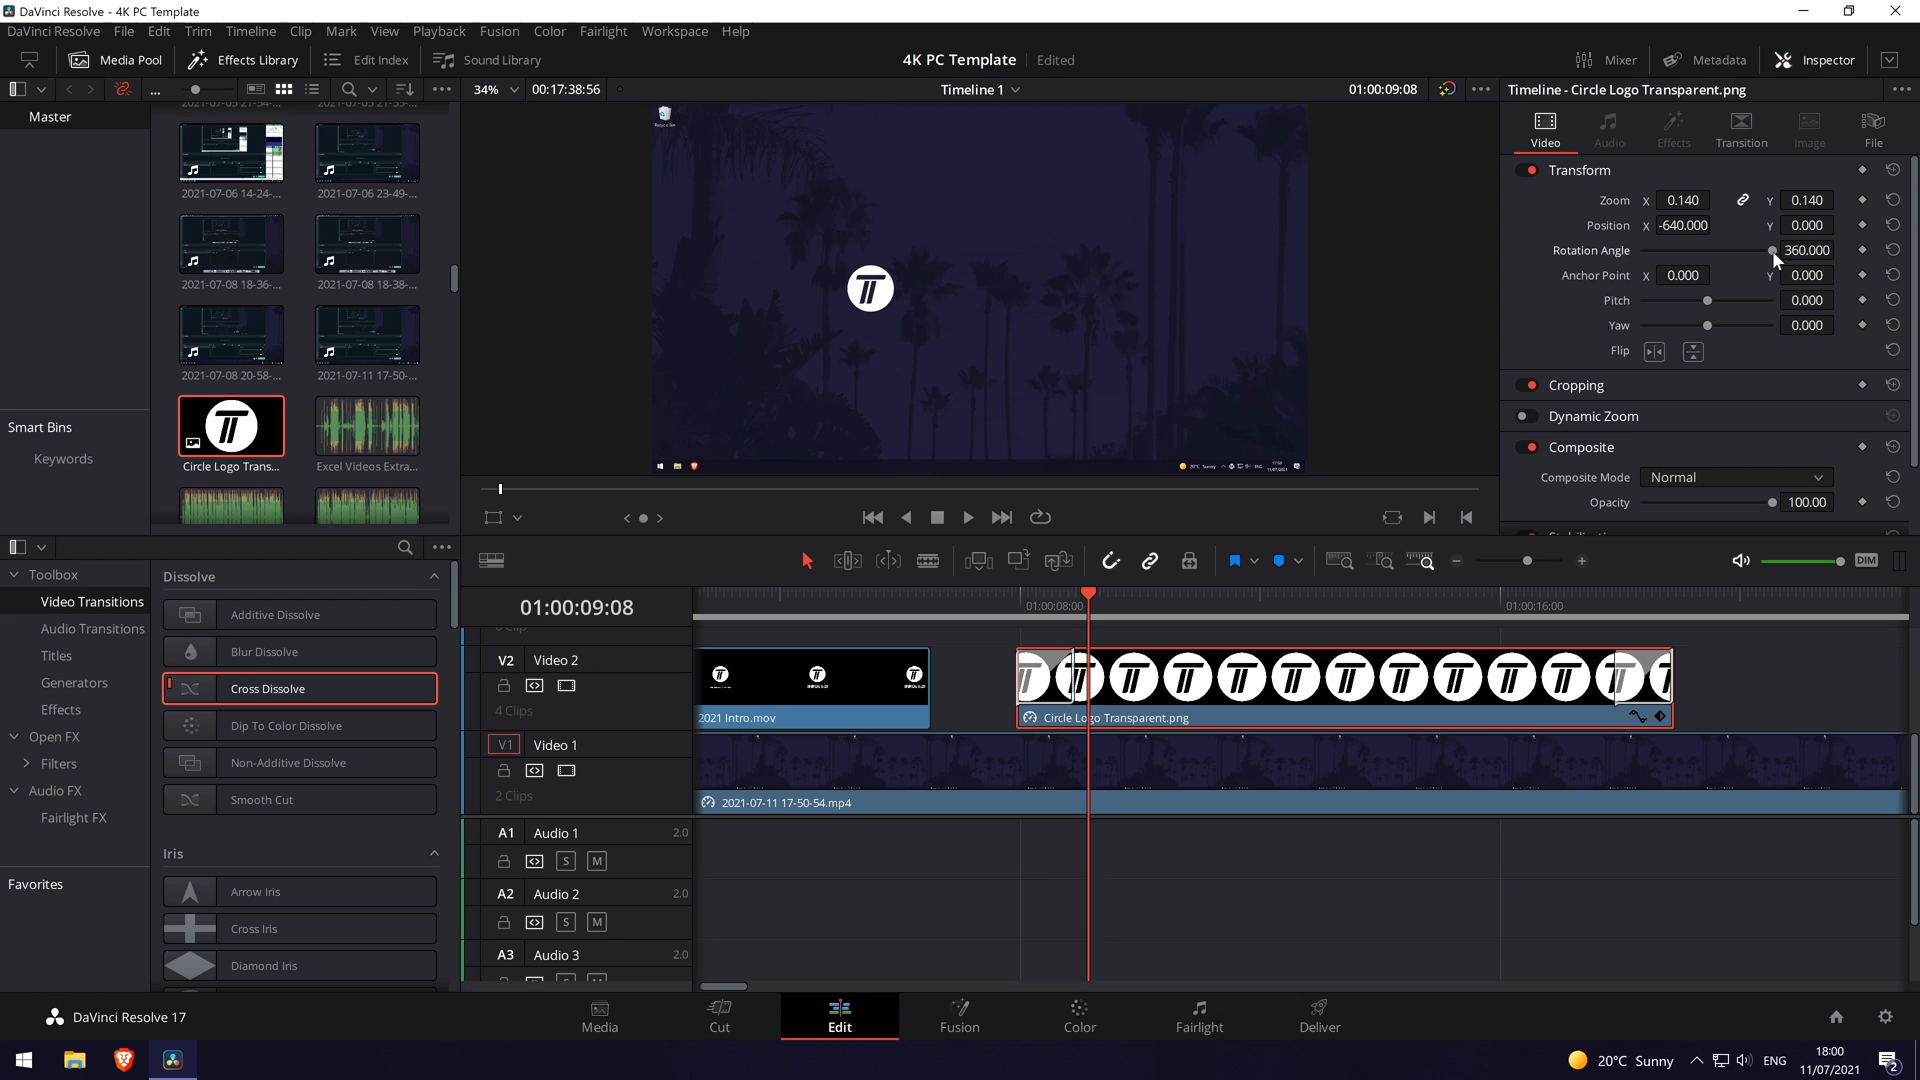 DaVinci Resolve - 4K PC Template
DaVinci Resolve File Edit Trim Timeline Clip Mark View Playback Fusion Color Fairlight Workspace Help
Media Pool Effects Library Edit Index Sound Library 4K PC Template Edited Mixer Metadata Inspector
... 34% 00:17:38:56 Timeline 1 01:00:09:08 Timeline - Circle Logo Transparent.png
Master
2021-07-06 14-24-... 2021-07-06 23-49-...
2021-07-08 18-36-... 2021-07-08 18-38-...
2021-07-08 20-58-... 2021-07-11 17-50-...
Circle Logo Trans... Excel Videos Extra...
Smart Bins
Keywords
Video Audio Effects Transition Image File
Transform
Zoom X 0.140 Y 0.140
Position X -640.000 Y 0.000
Rotation Angle 360.000
Anchor Point X 0.000 Y 0.000
Pitch 0.000
Yaw 0.000
Flip
Cropping
Dynamic Zoom
Composite
Composite Mode Normal
Opacity 100.00
Toolbox
Video Transitions
Audio Transitions
Titles
Generators
Effects
Open FX
Filters
Audio FX
Fairlight FX
Favorites
Dissolve
Additive Dissolve
Blur Dissolve
Cross Dissolve
Dip To Color Dissolve
Non-Additive Dissolve
Smooth Cut
Iris
Arrow Iris
Cross Iris
Diamond Iris
DIM
01:00:09:08 01:00:08:00 01:00:16:00
V2 Video 2
4 Clips
2021 Intro.mov Circle Logo Transparent.png
V1 Video 1
2 Clips
2021-07-11 17-50-54.mp4
A1 Audio 1 2.0
S M
A2 Audio 2 2.0
S M
A3 Audio 3 2.0
DaVinci Resolve 17
Media Cut Edit Fusion Color Fairlight Deliver
20°C Sunny ENG 18:00
11/07/2021 2